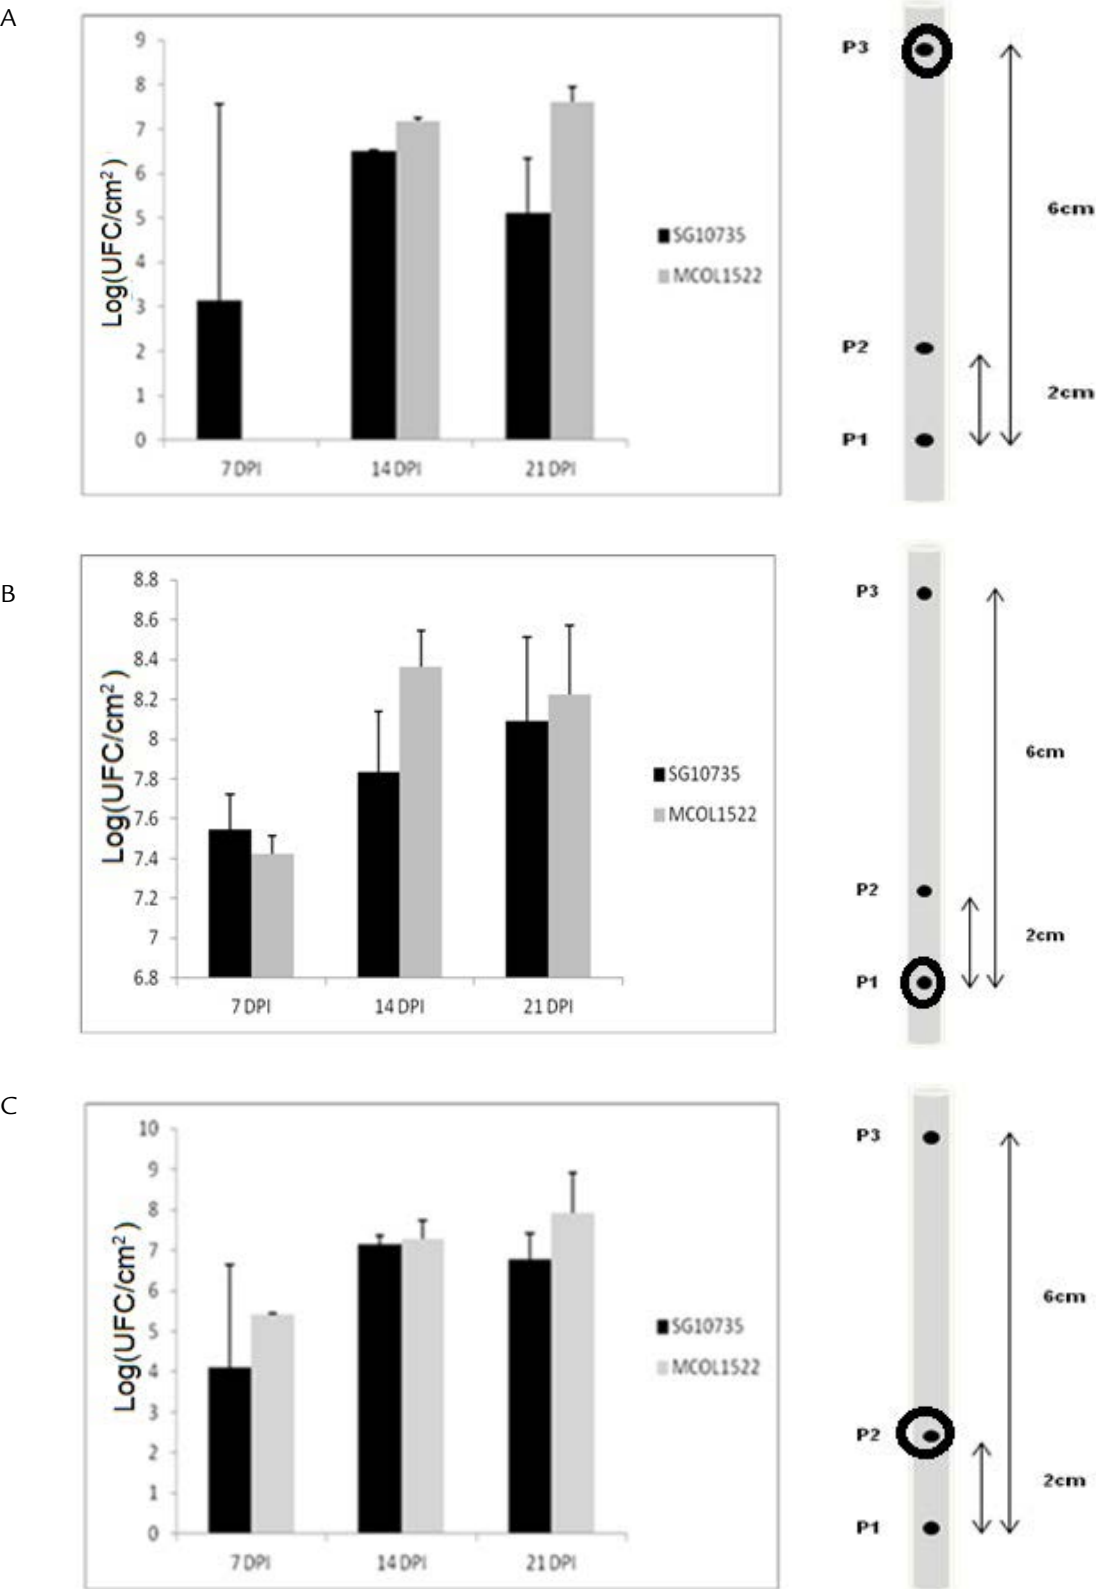 A
9
8
7
6
5
4
3
2
1
0
Log(UFC/cm²)
7 DPI
14 DPI
21 DPI
SG10735
MCOL1522
P3
6cm
P2
2cm
P1
B
8.8
8.6
8.4
8.2
8
7.8
7.6
7.4
7.2
7
6.8
Log(UFC/cm²)
7 DPI
14 DPI
21 DPI
SG10735
MCOL1522
P3
6cm
P2
2cm
P1
C
10
9
8
7
6
5
4
3
2
1
0
Log(UFC/cm²)
7 DPI
14 DPI
21 DPI
SG10735
MCOL1522
P3
6cm
P2
2cm
P1